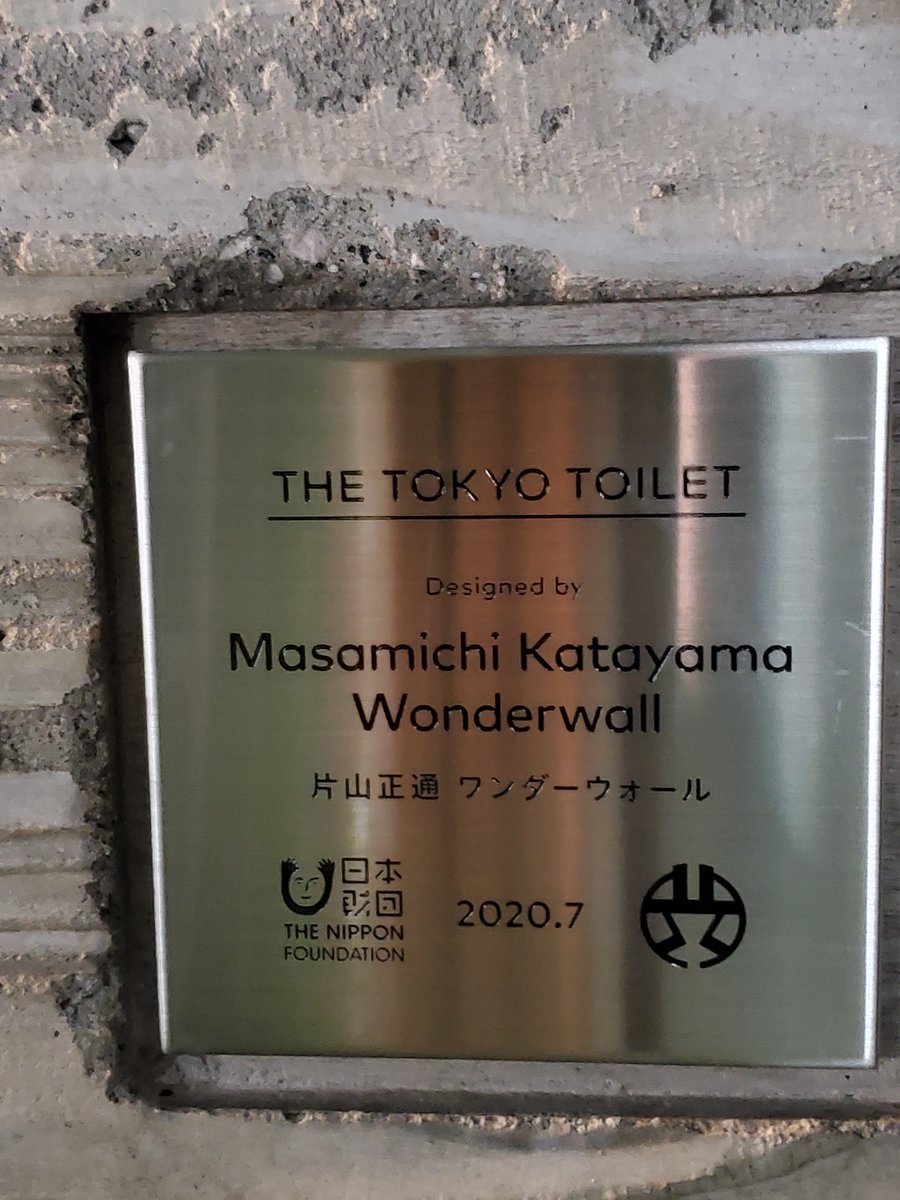 THE TOKYO TOILET
Designed by
Masamichi Katayama
Wonderwall
片山正通 ワンダーウォール
日本
財団
THE NIPPON
FOUNDATION
2020.7